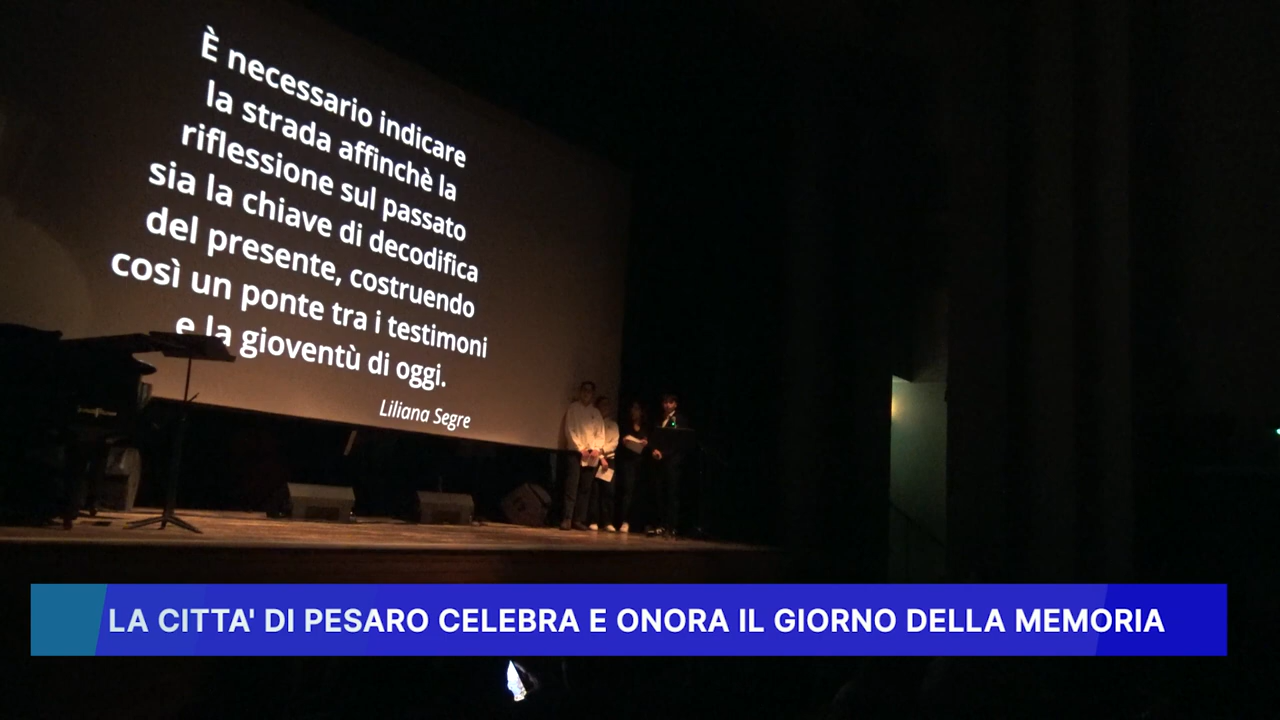 È necessario indicare
la strada affinchè la
riflessione sul passato
sia la chiave di decodifica
del presente, costruendo
così un ponte tra i testimoni
e la gioventù di oggi.
Liliana Segre
LA CITTA' DI PESARO CELEBRA E ONORA IL GIORNO DELLA MEMORIA